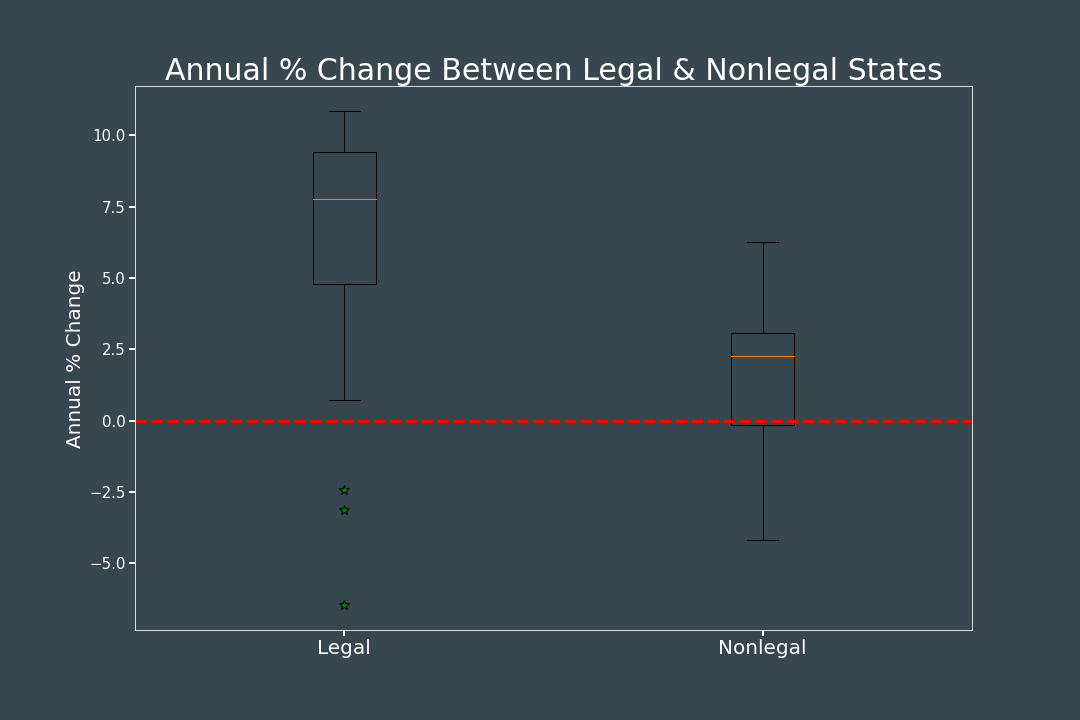 Annual % Change Between Legal & Nonlegal States
Annual % Change
10.0
7.5
5.0
2.5
0.0
−2.5
−5.0
Legal
Nonlegal